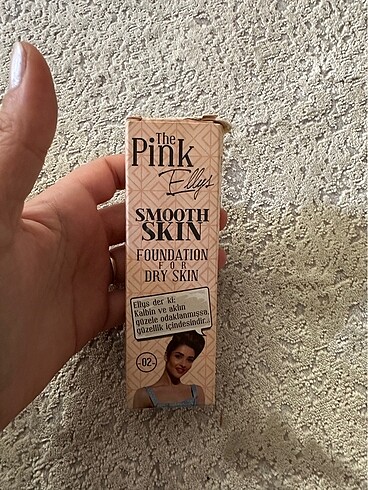 The
Pink
Ellys
SMOOTH
SKIN
FOUNDATION
FOR
DRY SKIN
Ellys der ki:
Kalbin ve aklın
güzele odaklanmışsa,
güzellik içindesindir...
-02-